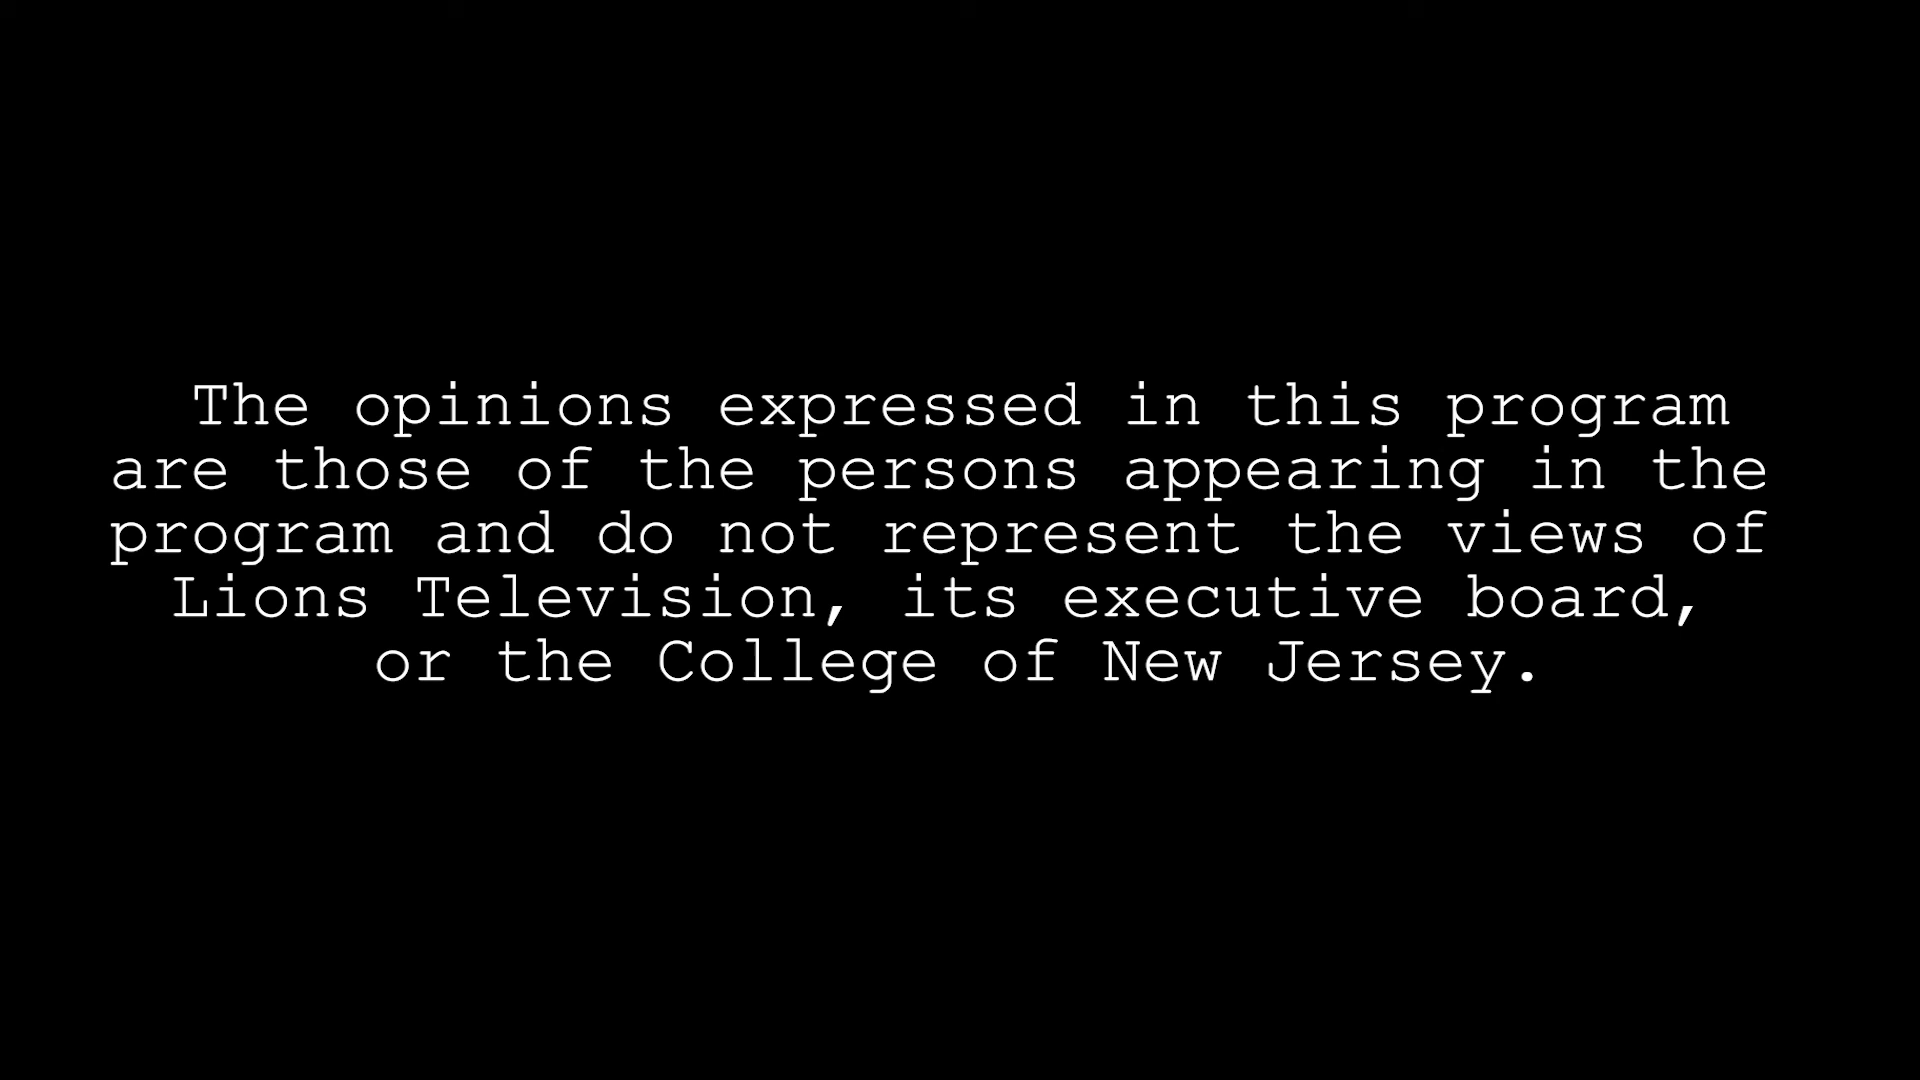 The opinions expressed in this program
are those of the persons appearing in the
program and do not represent the views of
Lions Television, its executive board,
or the College of New Jersey.